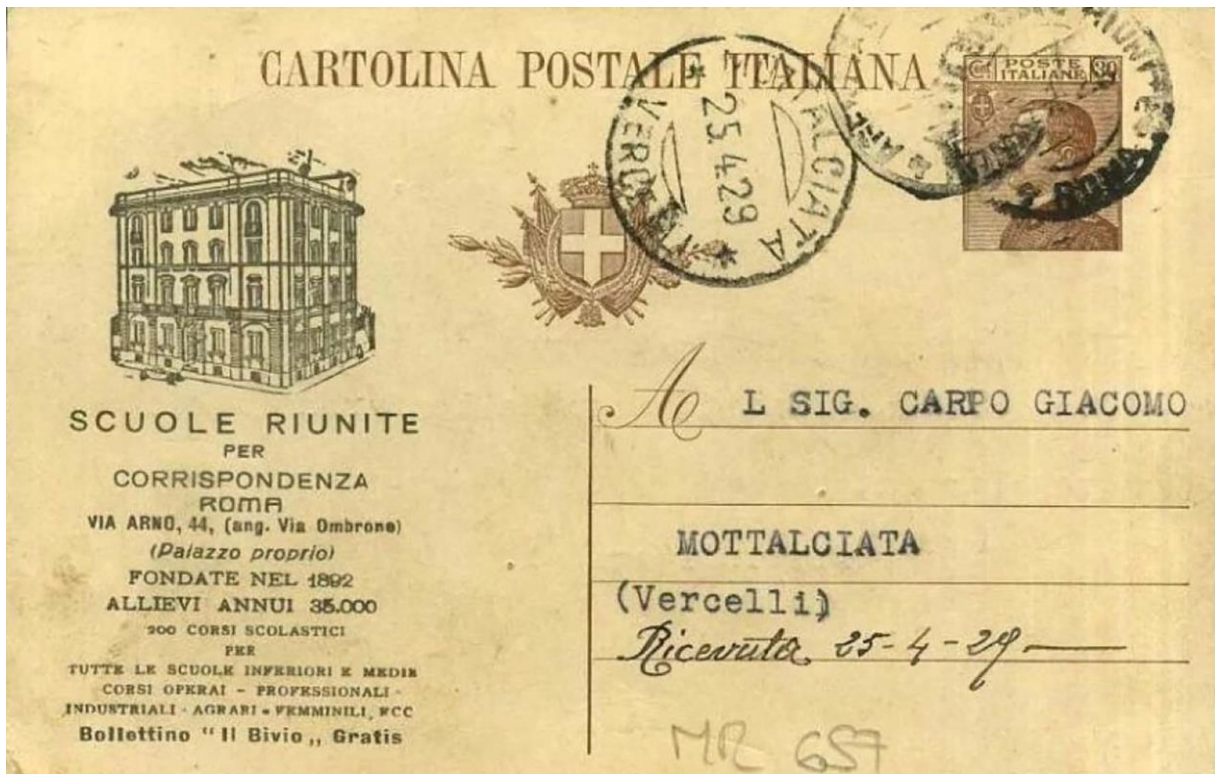 CARTOLINA POSTALE ITALIANA
Ct POSTE 30
ITALIANE
MOTTALCIATA
25.4.29
* VERCELLI *
ROMA
SCUOLE RIUNITE
PER
CORRISPONDENZA
ROMA
VIA ARNO, 44, (ang. Via Ombrone)
(Palazzo proprio)
FONDATE NEL 1892
ALLIEVI ANNUI 35.000
200 CORSI SCOLASTICI
PER
TUTTE LE SCUOLE INFERIORI E MEDIE
CORSI OPERAI - PROFESSIONALI -
INDUSTRIALI - AGRARI - FEMMINILI, ECC
Bollettino "Il Bivio„ Gratis
A L SIG. CARPO GIACOMO
MOTTALCIATA
(Vercelli)
Ricevuta 25-4-29
MR 657